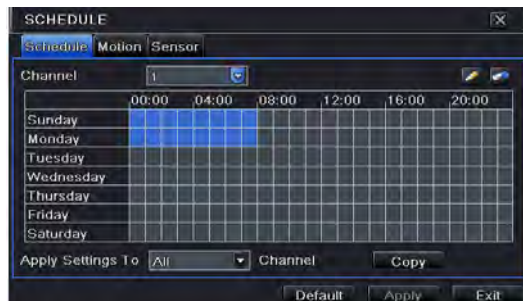 SCHEDULE
Schedule Motion Sensor
Channel 1
00:00 04:00 08:00 12:00 16:00 20:00
Sunday
Monday
Tuesday
Wednesday
Thursday
Friday
Saturday
Apply Settings To All Channel Copy
Default Apply Exit